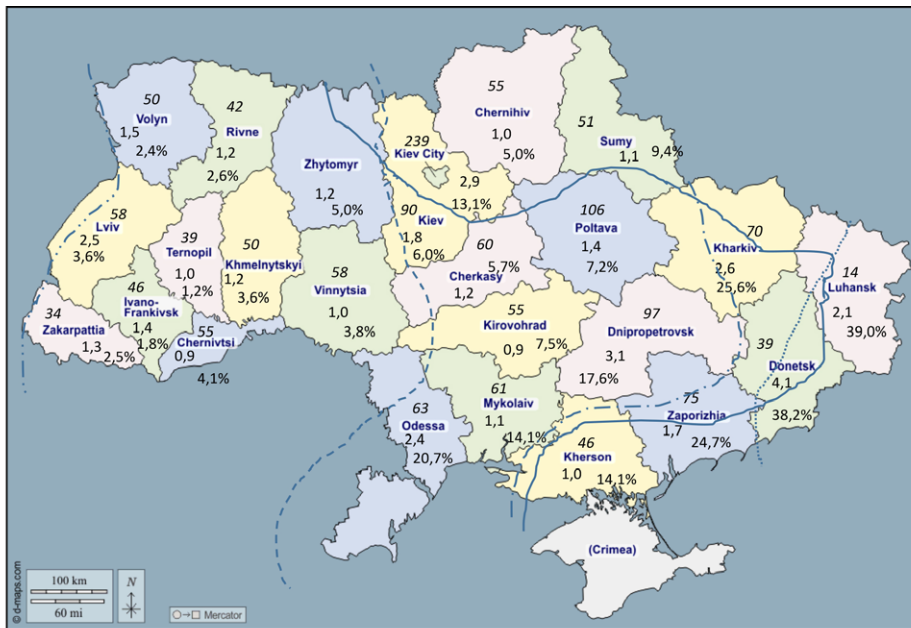 50
Volyn
1,5
2,4%
42
Rivne
1,2
2,6%
Zhytomyr
1,2
5,0%
239
Kiev City
2,9
13,1%
55
Chernihiv
1,0
5,0%
51
Sumy
1,1
9,4%
58
Lviv
2,5
3,6%
39
Ternopil
1,0
1,2%
50
Khmelnytskyi
1,2
3,6%
58
Vinnytsia
1,0
3,8%
90
Kiev
1,8
6,0%
60
5,7%
Cherkasy
1,2
106
Poltava
1,4
7,2%
70
Kharkiv
2,6
25,6%
14
Luhansk
2,1
39,0%
34
Zakarpattia
1,3
2,5%
46
Ivano-
Frankivsk
1,4
1,8%
55
Chernivtsi
0,9
4,1%
55
Kirovohrad
0,9
7,5%
97
Dnipropetrovsk
3,1
17,6%
39
Donetsk
4,1
38,2%
63
Odessa
2,4
20,7%
61
Mykolaiv
1,1
14,1%
46
Kherson
1,0
14,1%
75
Zaporizhia
1,7
24,7%
(Crimea)
100 km
60 mi
N
Mercator
© d-maps.com